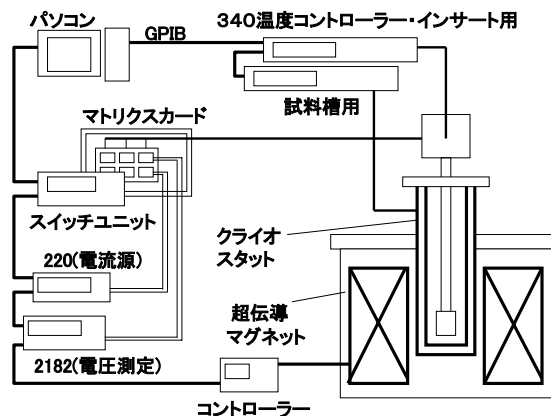 パソコン
GPIB
340温度コントローラー・インサート用
試料槽用
マトリクスカード
スイッチユニット
220(電流源)
2182(電圧測定)
クライオ
スタット
超伝導
マグネット
コントローラー